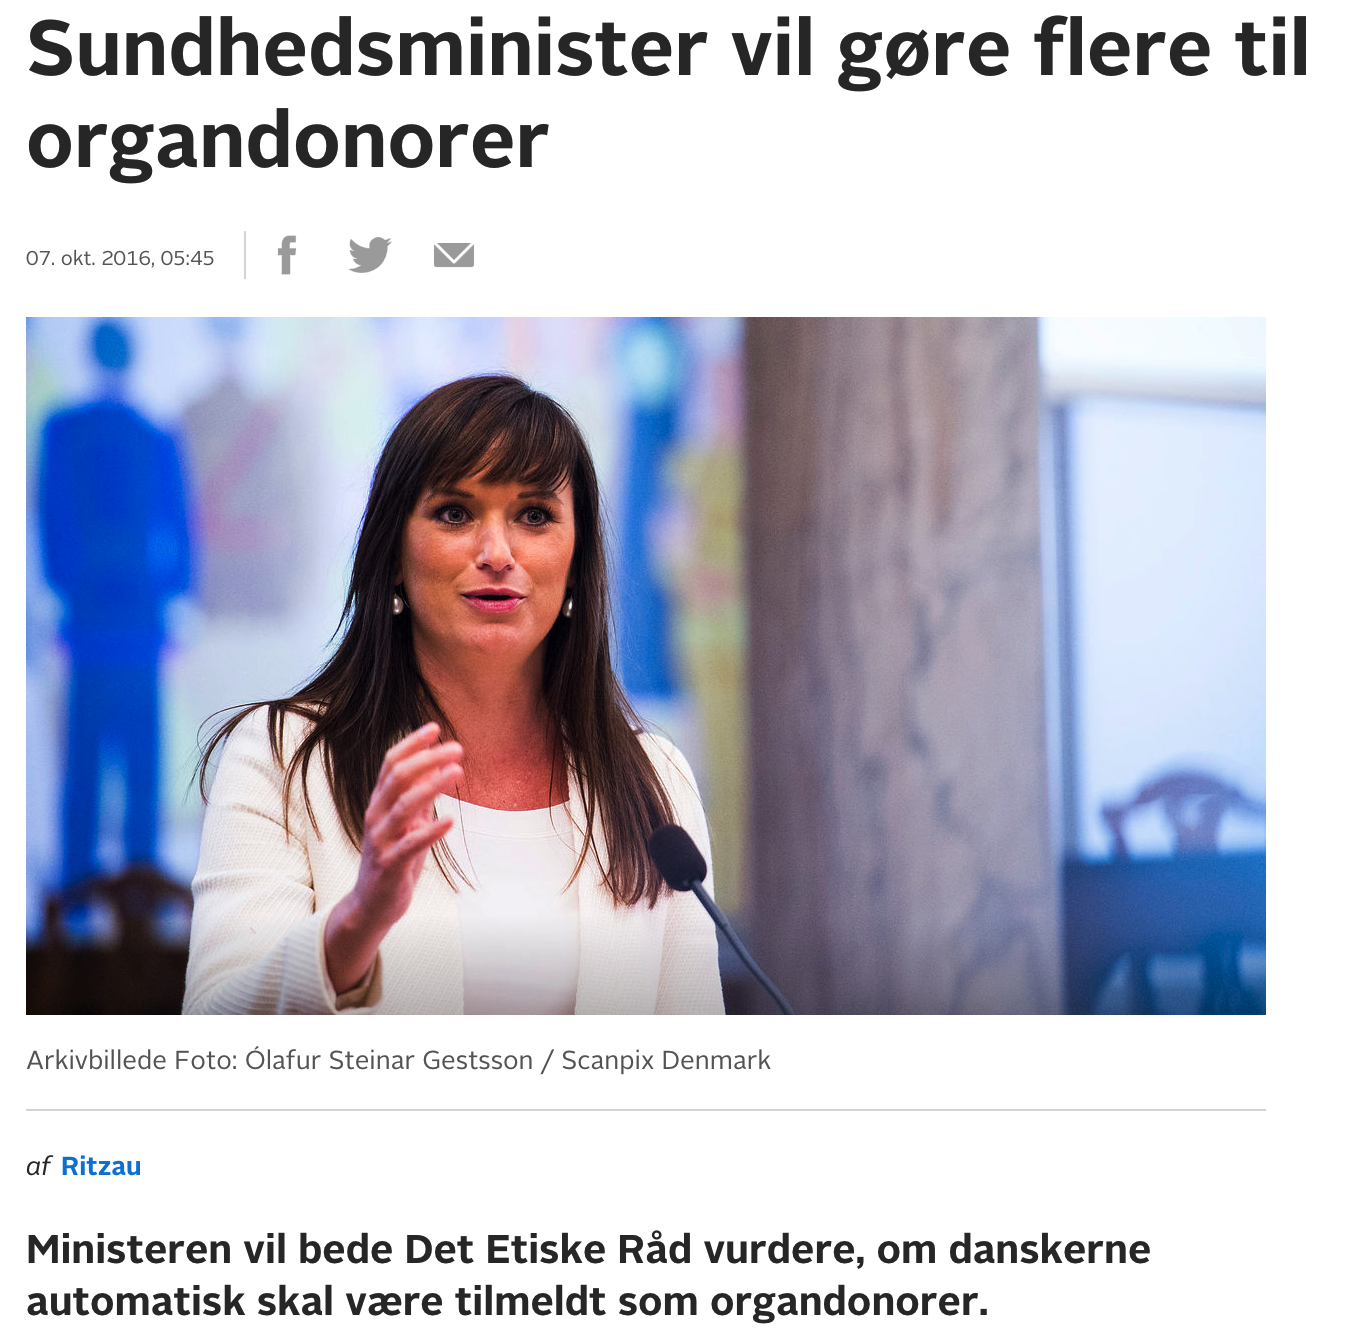 Sundhedsminister vil gøre flere til
organdonorer
07. okt. 2016, 05:45
Arkivbillede Foto: Ólafur Steinar Gestsson / Scanpix Denmark
af Ritzau
Ministeren vil bede Det Etiske Råd vurdere, om danskerne
automatisk skal være tilmeldt som organdonorer.